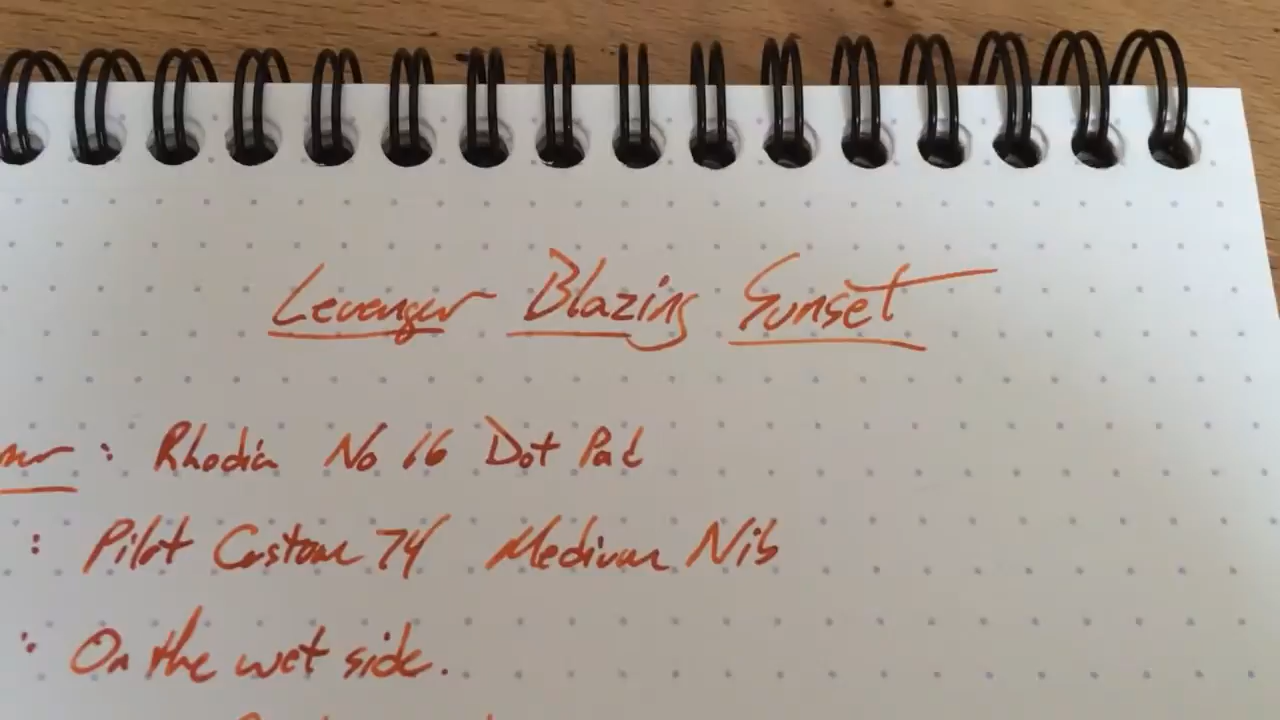 Levenger Blazing Sunset
: Rhodia No 16 Dot Pad
: Pilot Custom 74 Medium Nib
: On the wet side.